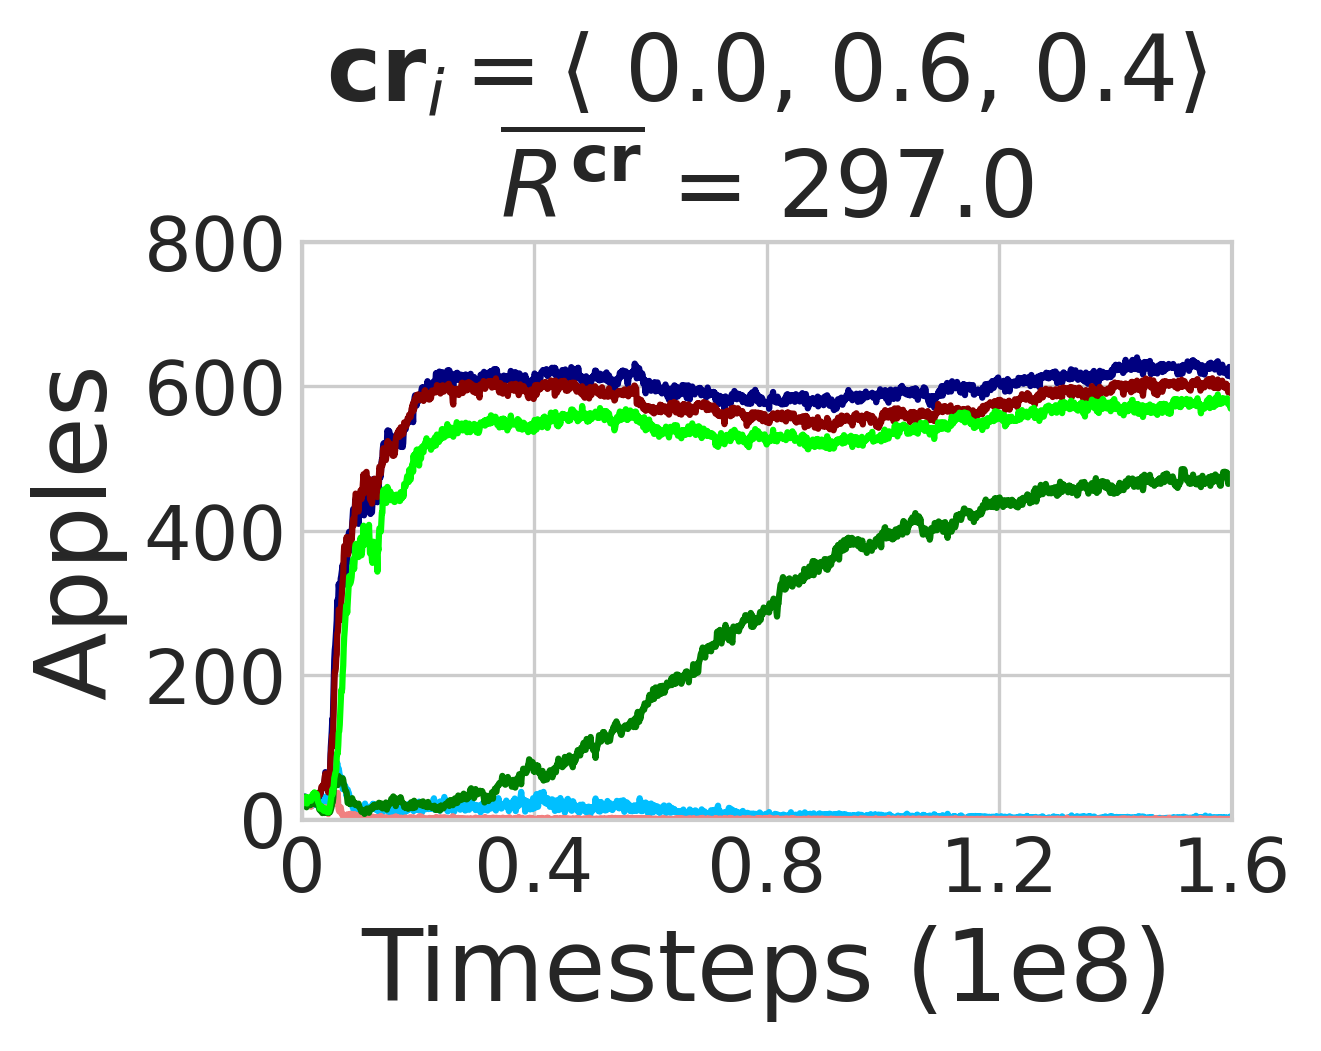 cr_i = ⟨ 0.0, 0.6, 0.4⟩
R^cr = 297.0
800
600
400
200
0
Apples
0 0.4 0.8 1.2 1.6
Timesteps (1e8)